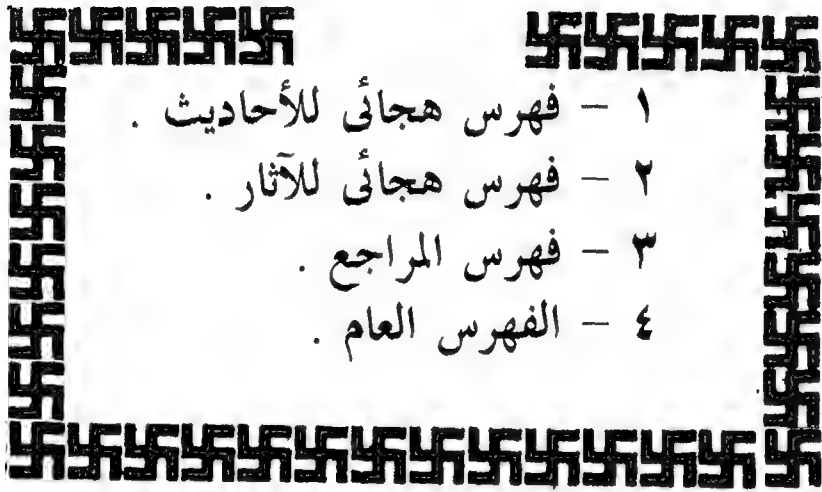 ١ – فهرس هجائى للأحاديث .
٢ – فهرس هجائى للآثار .
٣ – فهرس المراجع .
٤ – الفهرس العام .